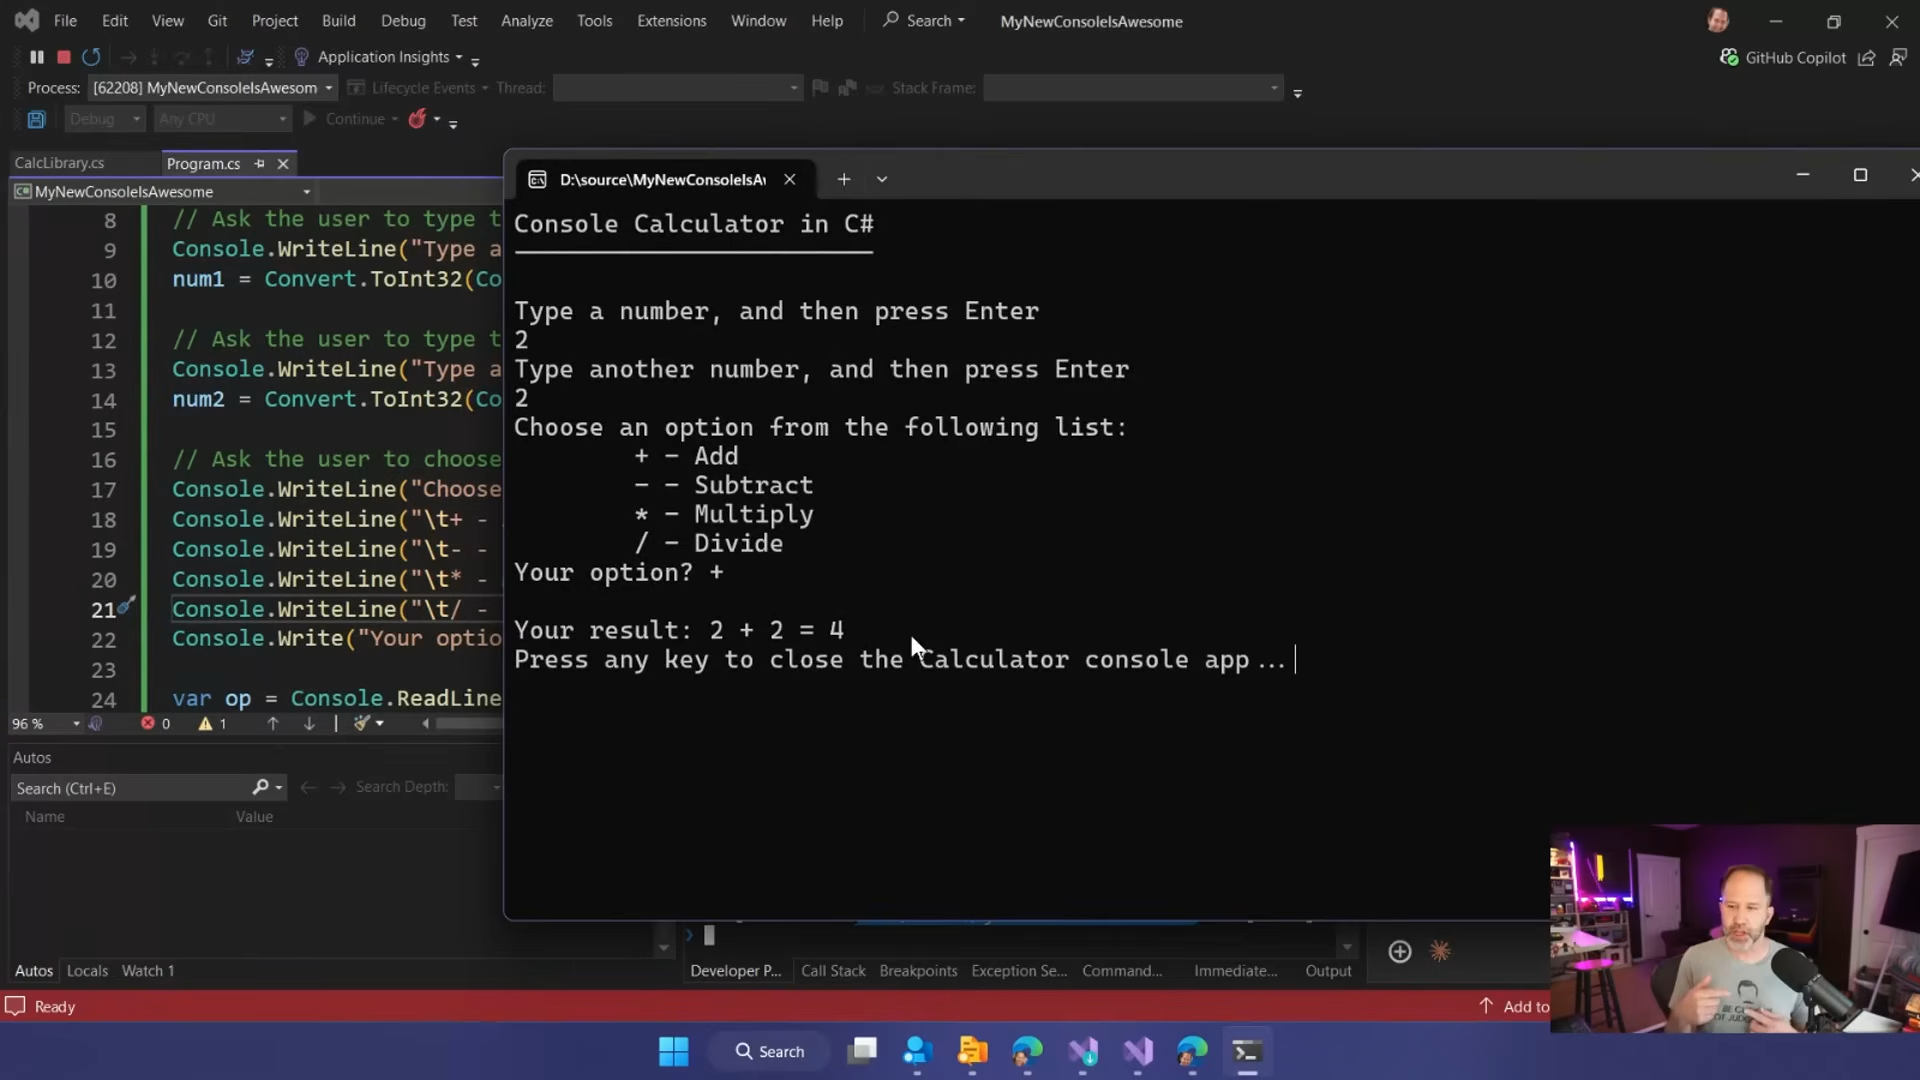 File Edit View Git Project Build Debug Test Analyze Tools Extensions Window Help Search MyNewConsoleIsAwesome
Application Insights
GitHub Copilot
Process: [62208] MyNewConsoleIsAwesom Lifecycle Events Thread: Stack Frame:
Debug Any CPU Continue
CalcLibrary.cs Program.cs
MyNewConsoleIsAwesome
8 // Ask the user to type t
9 Console.WriteLine("Type a
10 num1 = Convert.ToInt32(Co
11
12 // Ask the user to type t
13 Console.WriteLine("Type a
14 num2 = Convert.ToInt32(Co
15
16 // Ask the user to choose
17 Console.WriteLine("Choose
18 Console.WriteLine("\t+ -
19 Console.WriteLine("\t- -
20 Console.WriteLine("\t* -
21 Console.WriteLine("\t/ -
22 Console.Write("Your optio
23
24 var op = Console.ReadLine
96 % 0 1
Autos
Search (Ctrl+E) Search Depth:
Name Value
Autos Locals Watch 1
D:\source\MyNewConsoleIsA
Console Calculator in C#
Type a number, and then press Enter
2
Type another number, and then press Enter
2
Choose an option from the following list:
+ - Add
- - Subtract
* - Multiply
/ - Divide
Your option? +
Your result: 2 + 2 = 4
Press any key to close the Calculator console app...
Developer P... Call Stack Breakpoints Exception Se... Command... Immediate... Output
Ready
Add to
Search